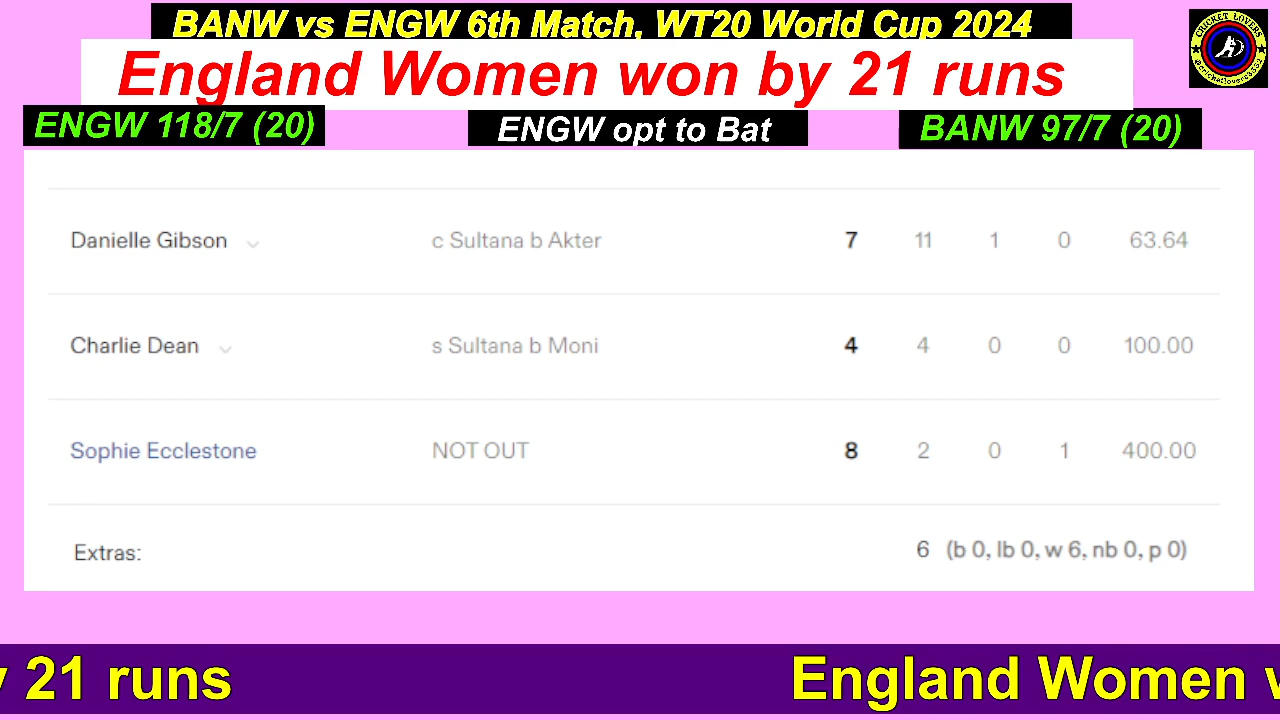 BANW vs ENGW 6th Match, WT20 World Cup 2024
England Women won by 21 runs
ENGW 118/7 (20) ENGW opt to Bat BANW 97/7 (20)
Danielle Gibson c Sultana b Akter 7 11 1 0 63.64
Charlie Dean s Sultana b Moni 4 4 0 0 100.00
Sophie Ecclestone NOT OUT 8 2 0 1 400.00
Extras: 6 (b 0, lb 0, w 6, nb 0, p 0)
y 21 runs England Women w
CRICKET LOVERS